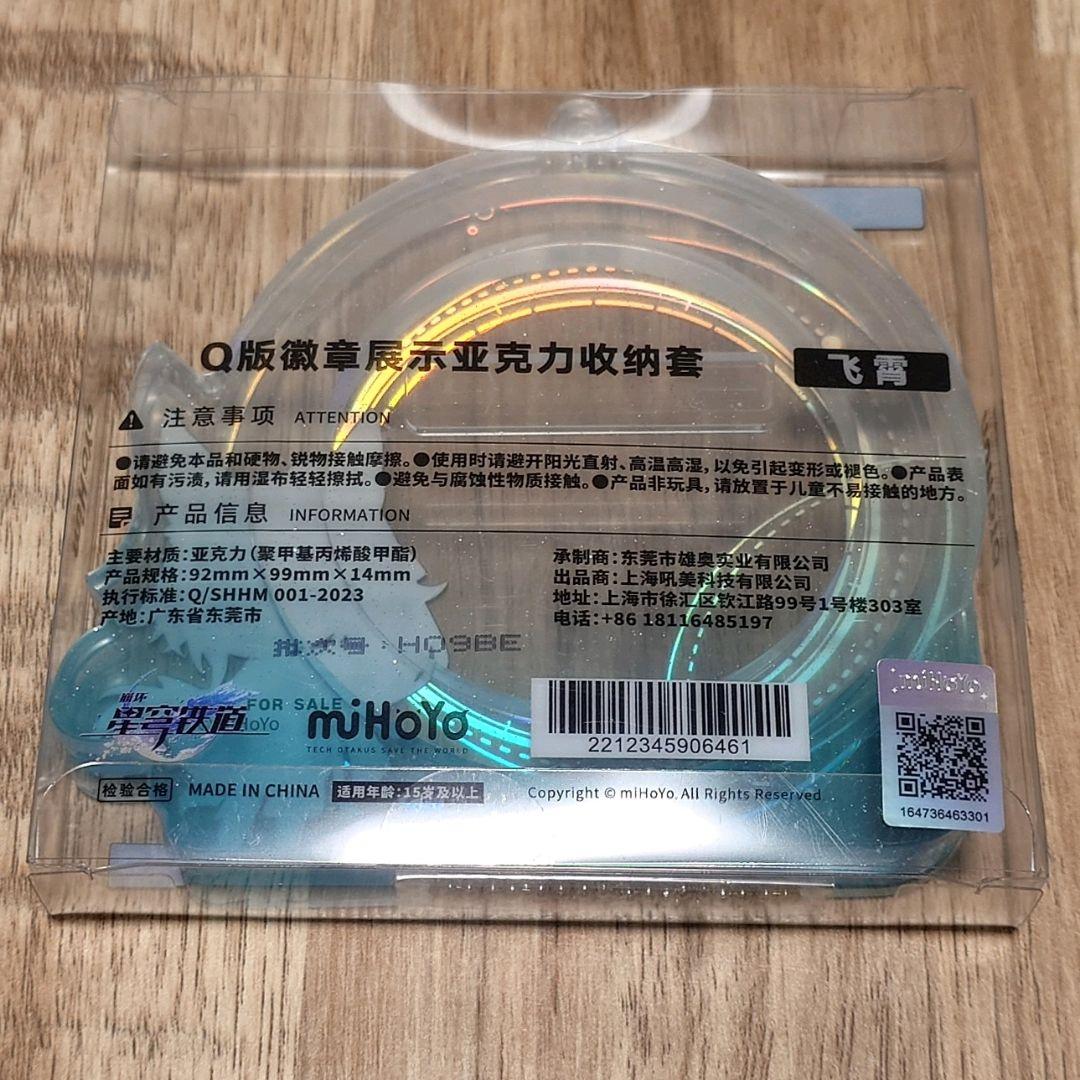 Q版徽章展示亚克力收纳套
飞霄
注意事项 ATTENTION
●请避免本品和硬物、锐物接触摩擦。●使用时请避开阳光直射、高温高湿,以免引起变形或褪色。●产品表
面如有污渍,请用湿布轻轻擦拭。●避免与腐蚀性物质接触。●产品非玩具,请放置于儿童不易接触的地方。
产品信息 INFORMATION
主要材质:亚克力(聚甲基丙烯酸甲酯)
产品规格:92mm×99mm×14mm
执行标准:Q/SHHM 001-2023
产地:广东省东莞市
承制商:东莞市雄奥实业有限公司
出品商:上海吼美科技有限公司
地址:上海市徐汇区钦江路99号1号楼303室
电话:+86 18116485197
批次号:HQ9BE
崩坏
星穹铁道
FOR SALE
miHoYo
TECH OTAKUS SAVE THE WORLD
2212345906461
miHoYo
164736463301
检验合格 MADE IN CHINA 适用年龄:15岁及以上
Copyright © miHoYo. All Rights Reserved